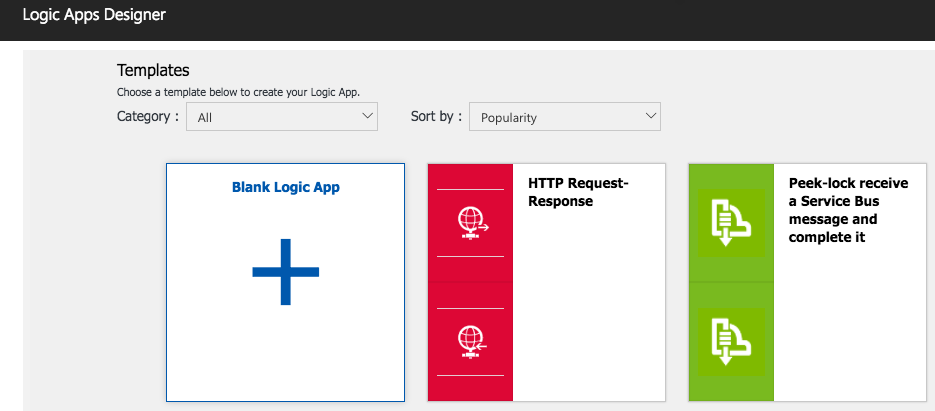 Logic Apps Designer
Templates
Choose a template below to create your Logic App.
Category : All Sort by : Popularity
Blank Logic App
HTTP Request-
Response
Peek-lock receive
a Service Bus
message and
complete it